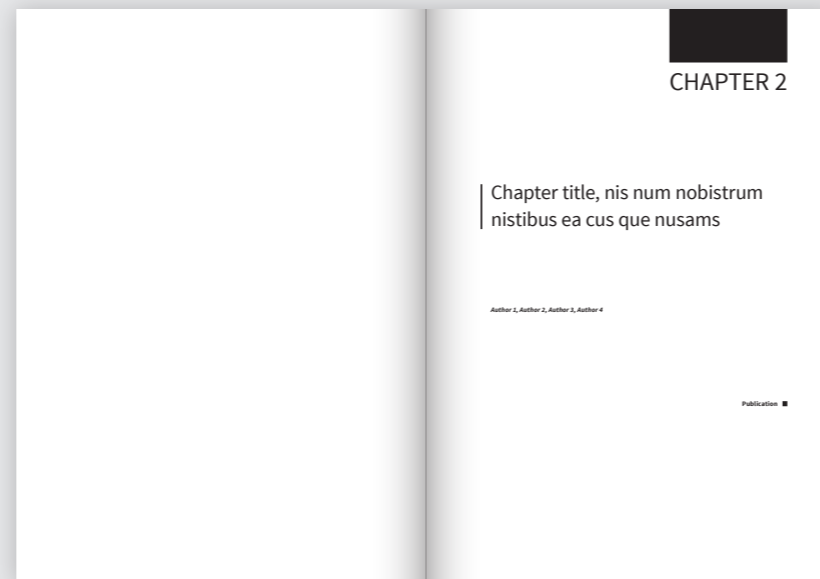 CHAPTER 2
Chapter title, nis num nobistrum
nistibus ea cus que nusams
Author 1, Author 2, Author 3, Author 4
Publication